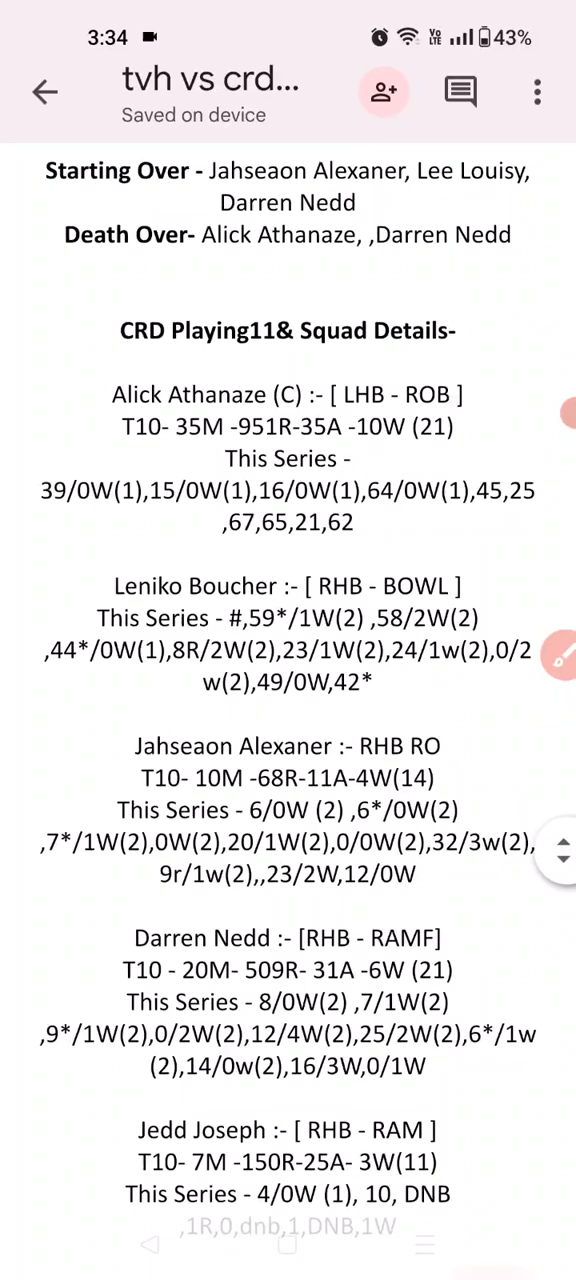 3:34
Vo
LTE
43%
tvh vs crd...
Saved on device
Starting Over - Jahseaon Alexaner, Lee Louisy,
Darren Nedd
Death Over- Alick Athanaze, ,Darren Nedd
CRD Playing11& Squad Details-
Alick Athanaze (C) :- [ LHB - ROB ]
T10- 35M -951R-35A -10W (21)
This Series -
39/0W(1),15/0W(1),16/0W(1),64/0W(1),45,25
,67,65,21,62
Leniko Boucher :- [ RHB - BOWL ]
This Series - #,59*/1W(2) ,58/2W(2)
,44*/0W(1),8R/2W(2),23/1W(2),24/1w(2),0/2
w(2),49/0W,42*
Jahseaon Alexaner :- RHB RO
T10- 10M -68R-11A-4W(14)
This Series - 6/0W (2) ,6*/0W(2)
,7*/1W(2),0W(2),20/1W(2),0/0W(2),32/3w(2),
9r/1w(2),,23/2W,12/0W
Darren Nedd :- [RHB - RAMF]
T10 - 20M- 509R- 31A -6W (21)
This Series - 8/0W(2) ,7/1W(2)
,9*/1W(2),0/2W(2),12/4W(2),25/2W(2),6*/1w
(2),14/0w(2),16/3W,0/1W
Jedd Joseph :- [ RHB - RAM ]
T10- 7M -150R-25A- 3W(11)
This Series - 4/0W (1), 10, DNB
,1R,0,dnb,1,DNB,1W